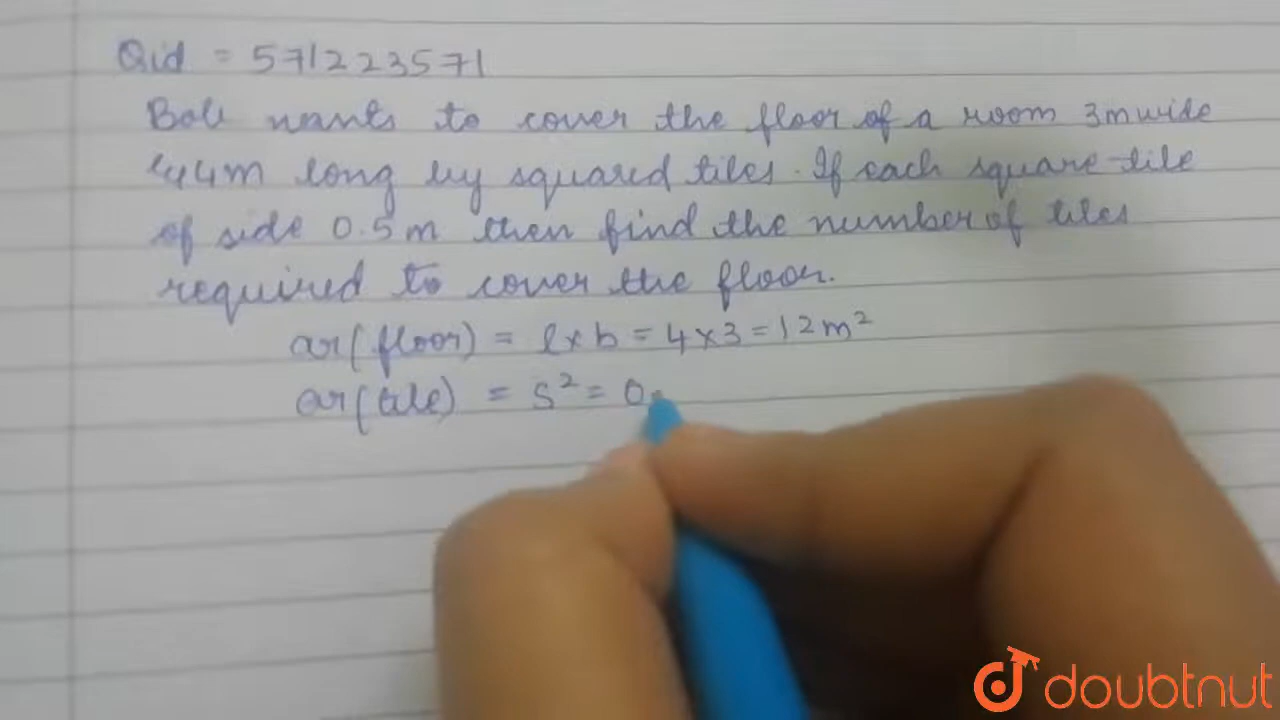 Qid = 571223571
Bob wants to cover the floor of a room 3m wide
& 4m long by squared tiles. If each square tile
of side 0.5m then find the number of tiles
required to cover the floor.
ar(floor) = l×b = 4×3 = 12m²
ar(tile) = S² = 0.
doubtnut